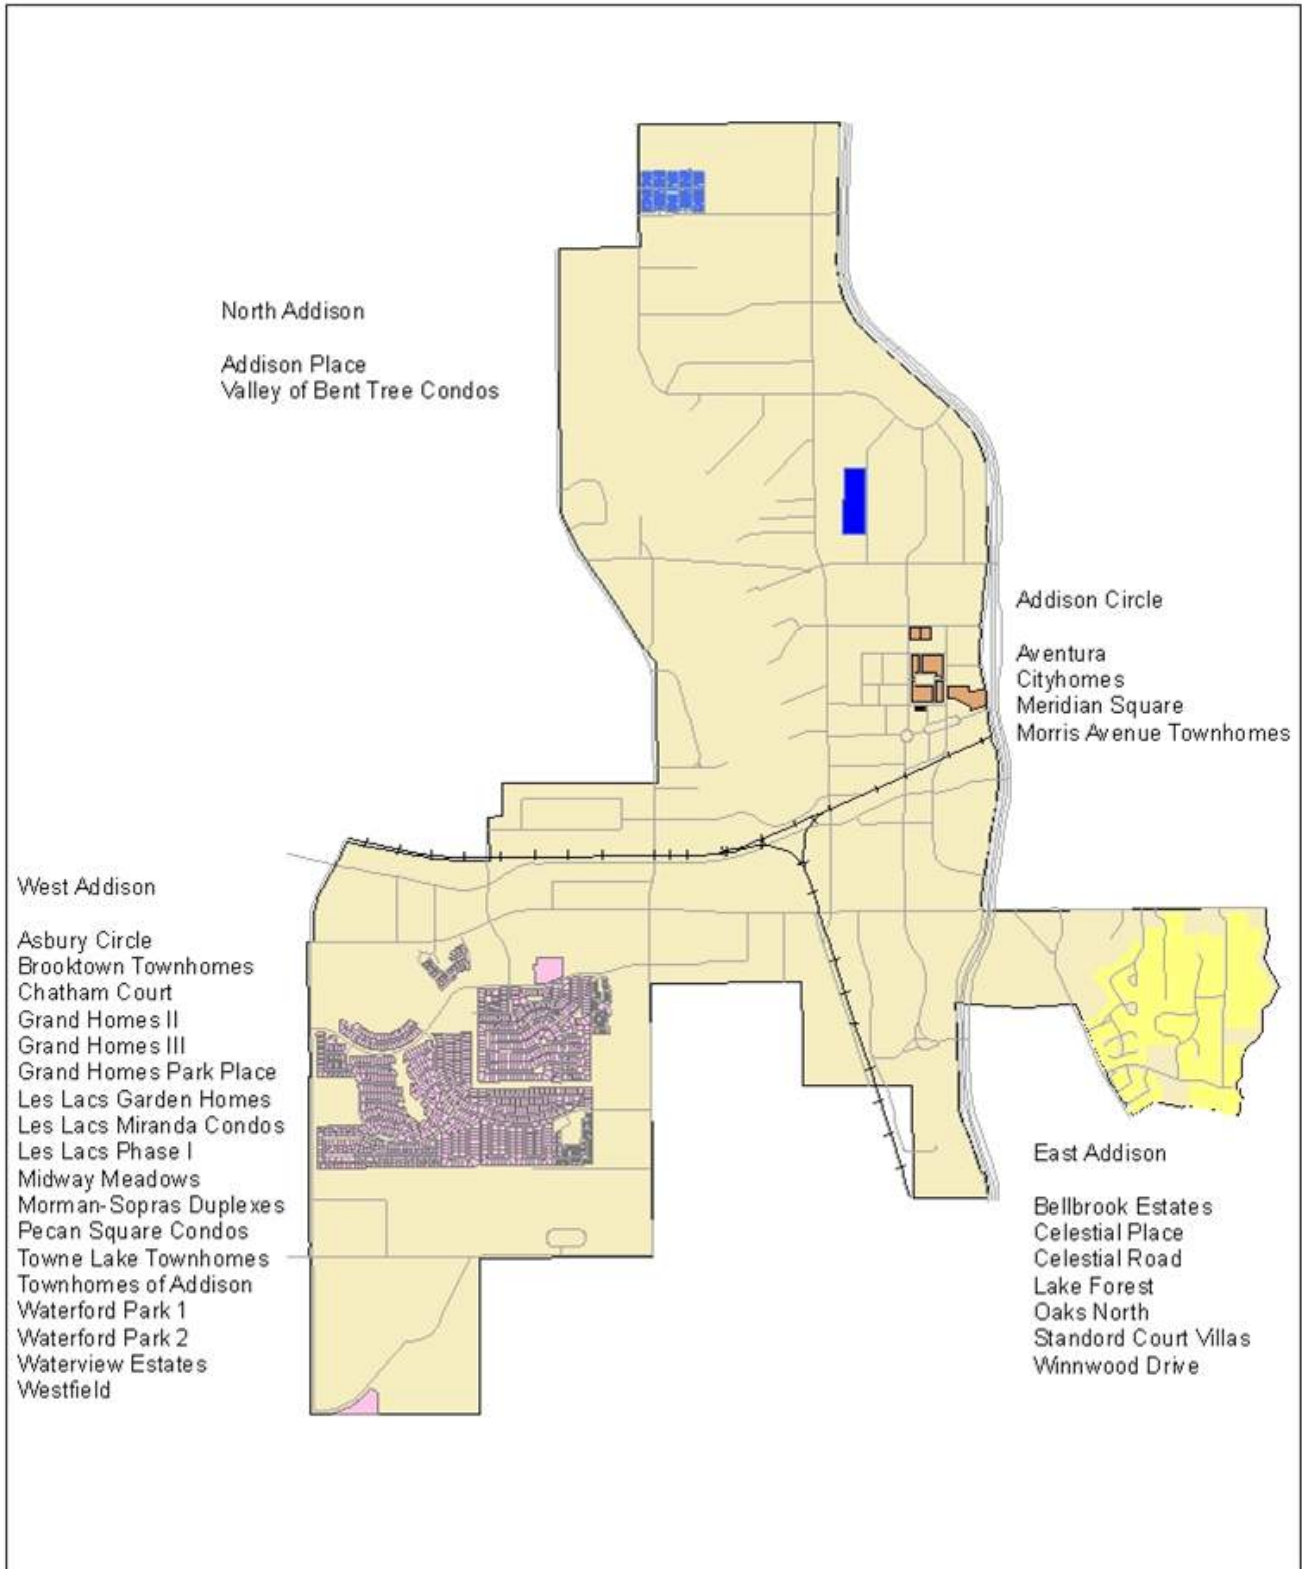 North Addison
Addison Place
Valley of Bent Tree Condos
Addison Circle
Aventura
Cityhomes
Meridian Square
Morris Avenue Townhomes
West Addison
Asbury Circle
Brooktown Townhomes
Chatham Court
Grand Homes II
Grand Homes III
Grand Homes Park Place
Les Lacs Garden Homes
Les Lacs Miranda Condos
Les Lacs Phase I
Midway Meadows
Morman-Sopras Duplexes
Pecan Square Condos
Towne Lake Townhomes
Townhomes of Addison
Waterford Park 1
Waterford Park 2
Waterview Estates
Westfield
East Addison
Bellbrook Estates
Celestial Place
Celestial Road
Lake Forest
Oaks North
Standord Court Villas
Winnwood Drive